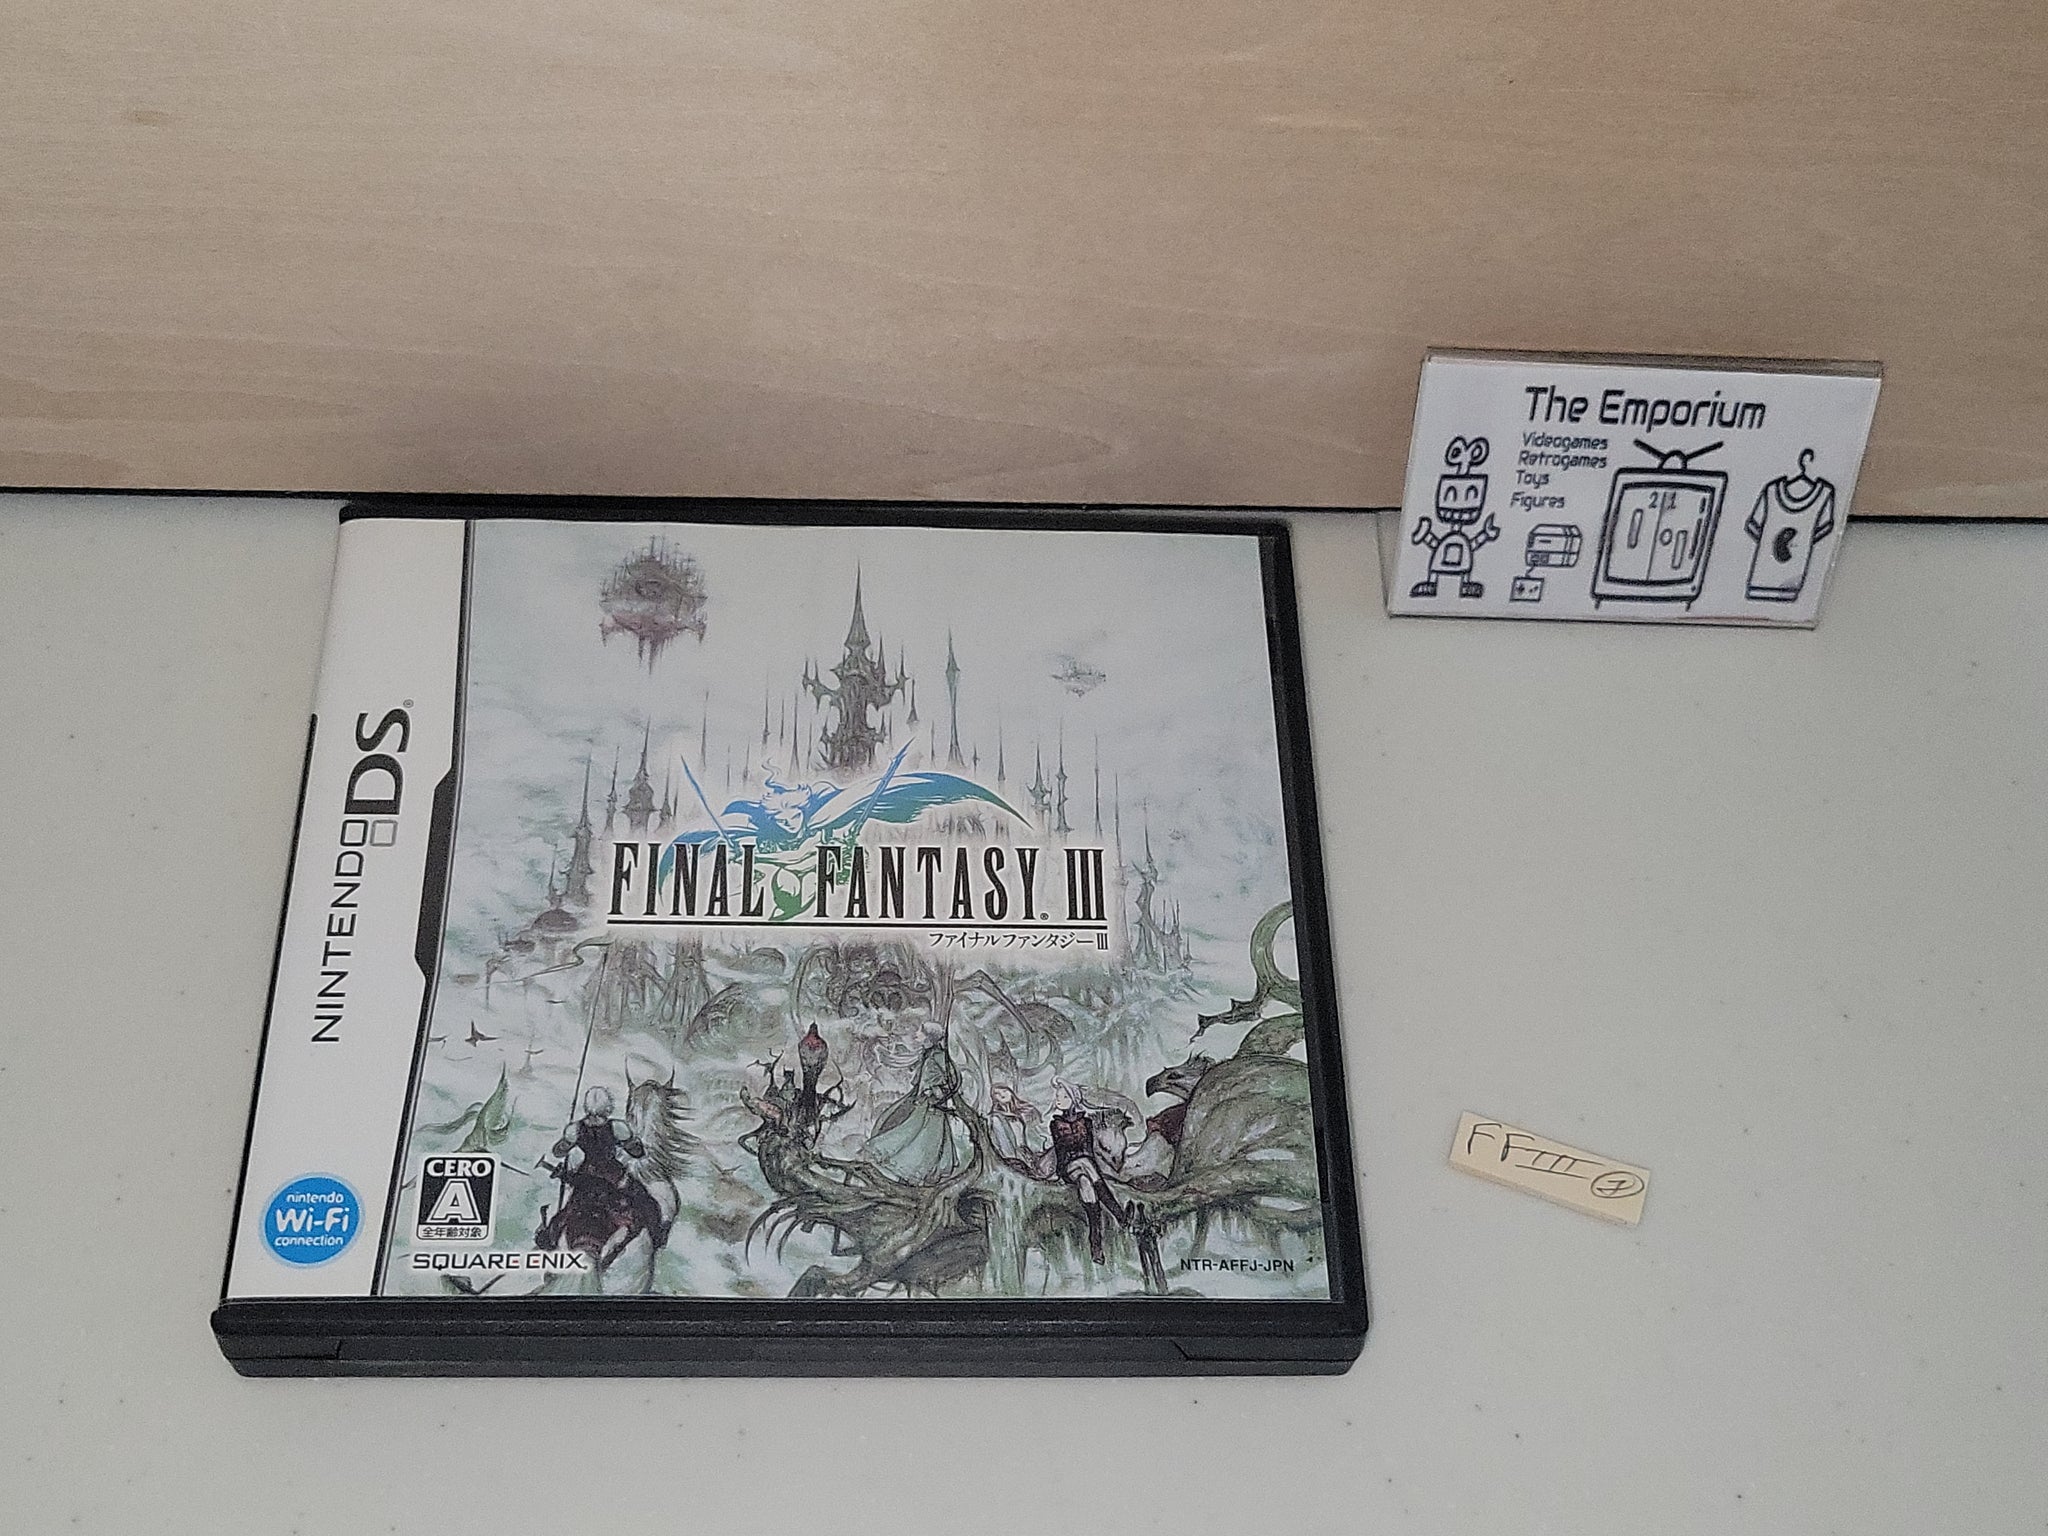 The Emporium
Videogames
Retrogames
Toys
Figures
2 1
NINTENDO DS®
FINAL FANTASY® III
ファイナルファンタジーIII
nintendo
Wi-Fi
connection
CERO
A
全年齢対象
SQUARE ENIX®
NTR-AFFJ-JPN
FFIII